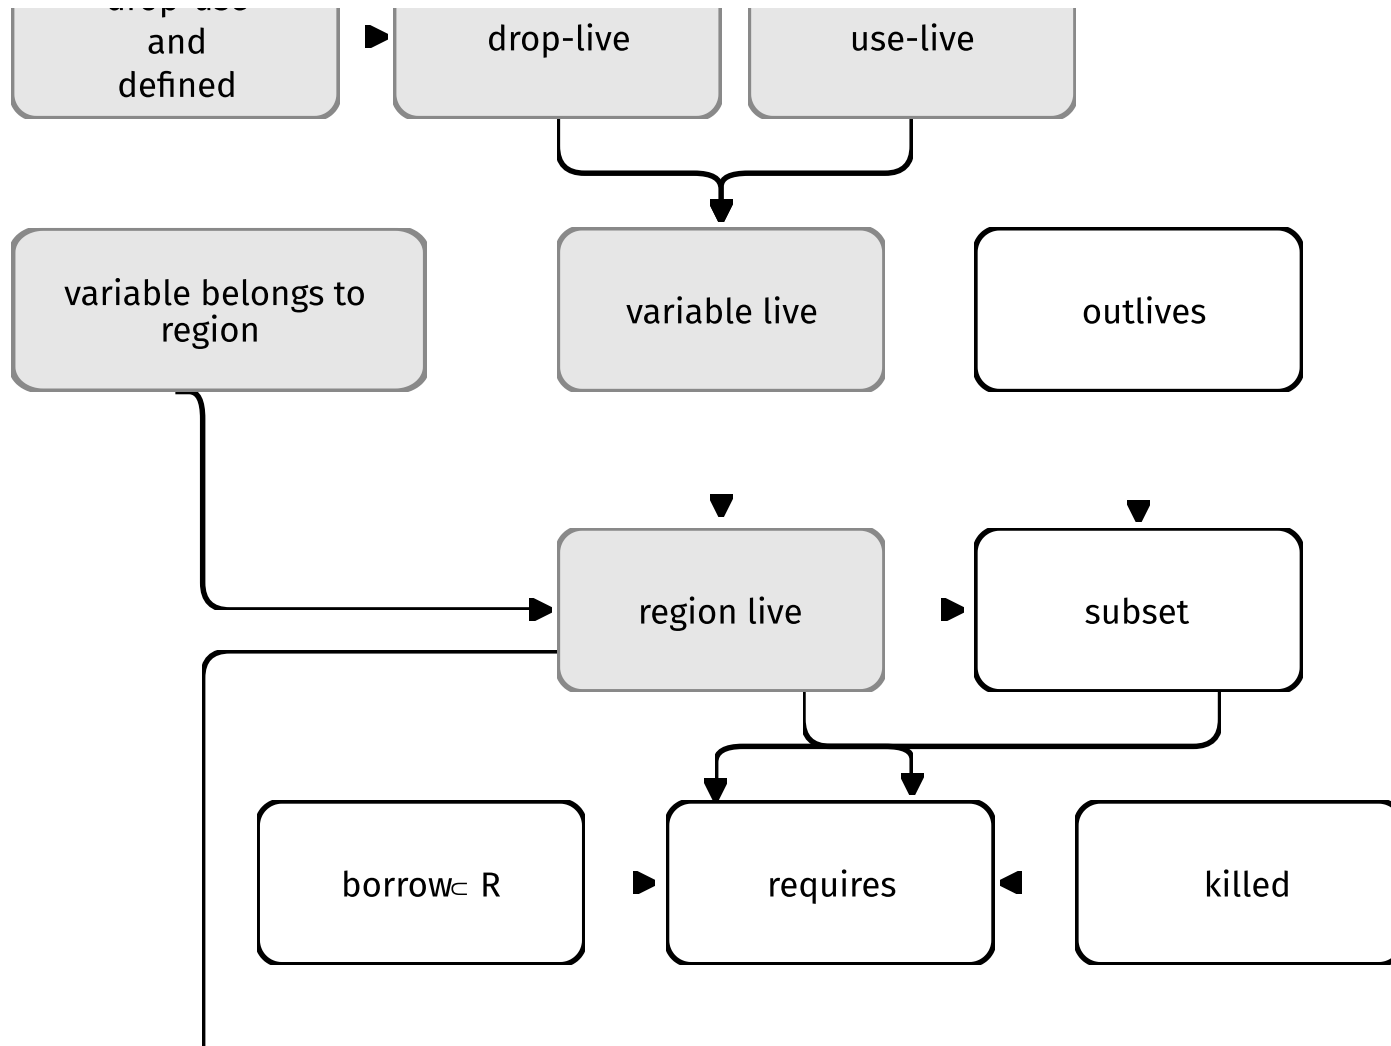 and
defined
drop-live
use-live
variable belongs to
region
variable live
outlives
region live
subset
borrow⊂ R
requires
killed